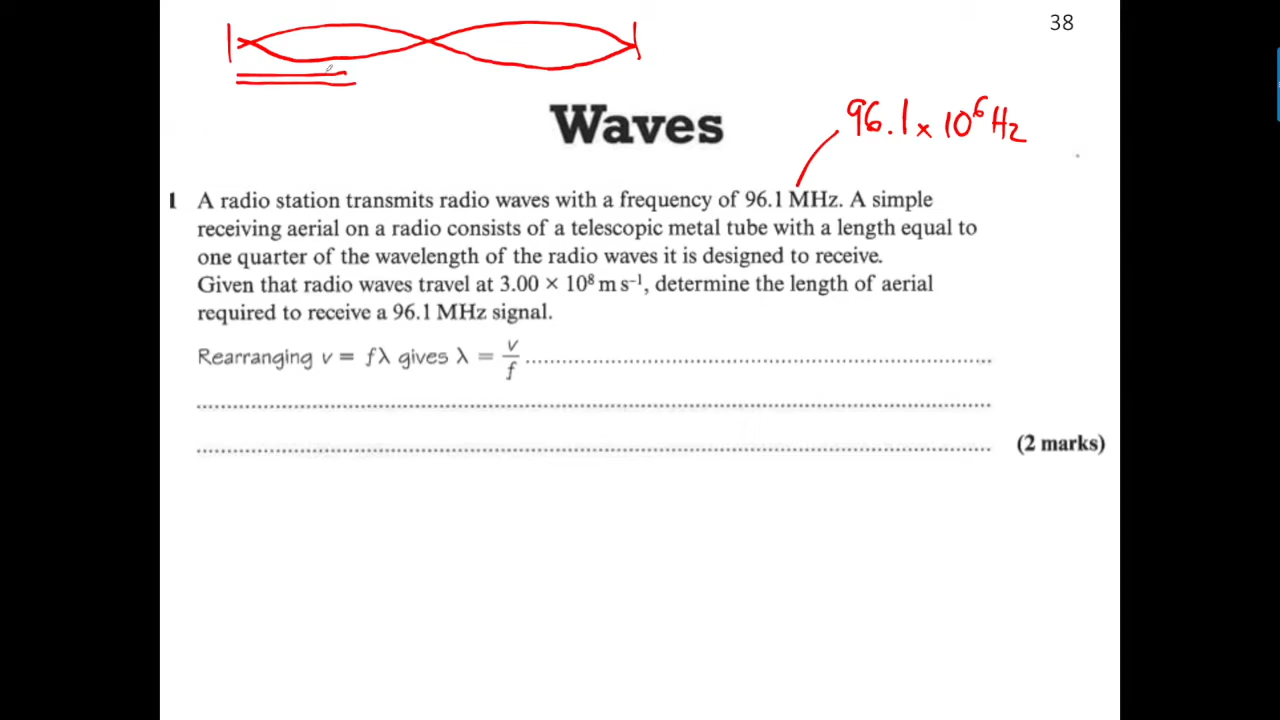 38
Waves
96.1 × 10⁶ Hz
1 A radio station transmits radio waves with a frequency of 96.1 MHz. A simple
receiving aerial on a radio consists of a telescopic metal tube with a length equal to
one quarter of the wavelength of the radio waves it is designed to receive.
Given that radio waves travel at 3.00 × 10⁸ m s⁻¹, determine the length of aerial
required to receive a 96.1 MHz signal.
Rearranging v = fλ gives λ = v/f
(2 marks)